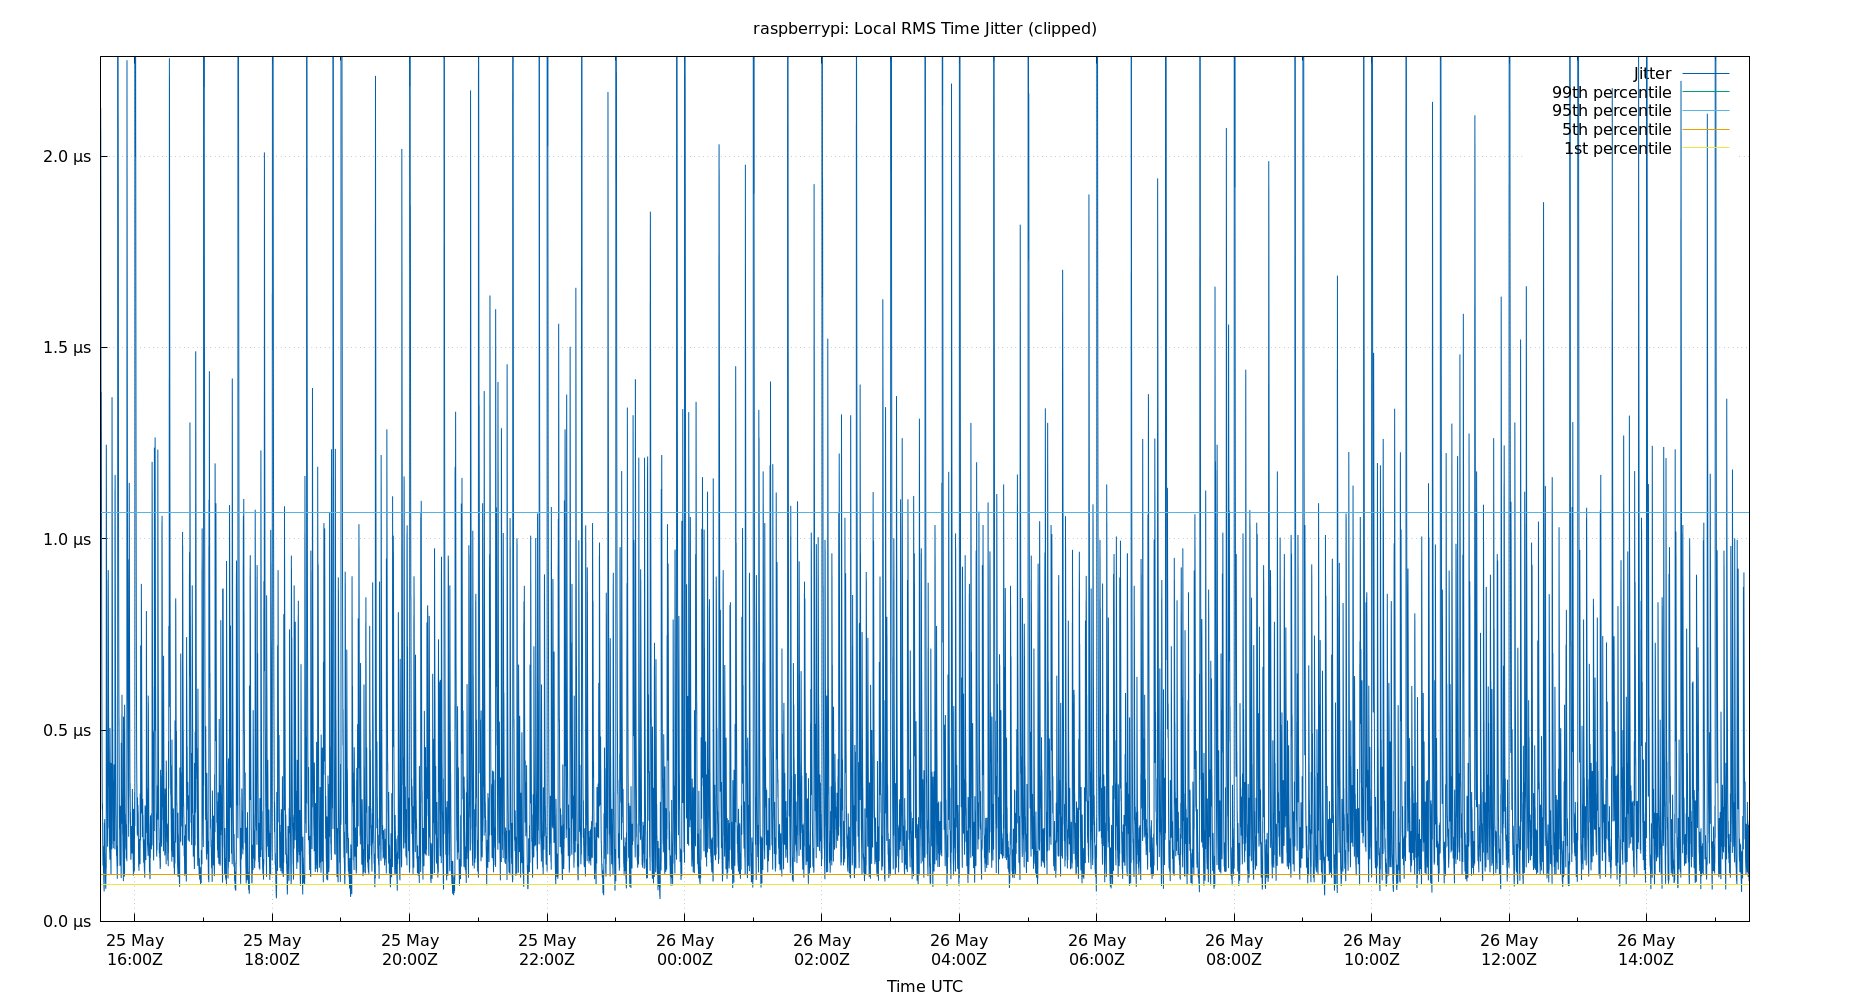 raspberrypi: Local RMS Time Jitter (clipped)
Jitter
99th percentile
95th percentile
5th percentile
1st percentile
2.0 µs
1.5 µs
1.0 µs
0.5 µs
0.0 µs
25 May 25 May 25 May 25 May 26 May 26 May 26 May 26 May 26 May 26 May 26 May 26 May
16:00Z 18:00Z 20:00Z 22:00Z 00:00Z 02:00Z 04:00Z 06:00Z 08:00Z 10:00Z 12:00Z 14:00Z
Time UTC